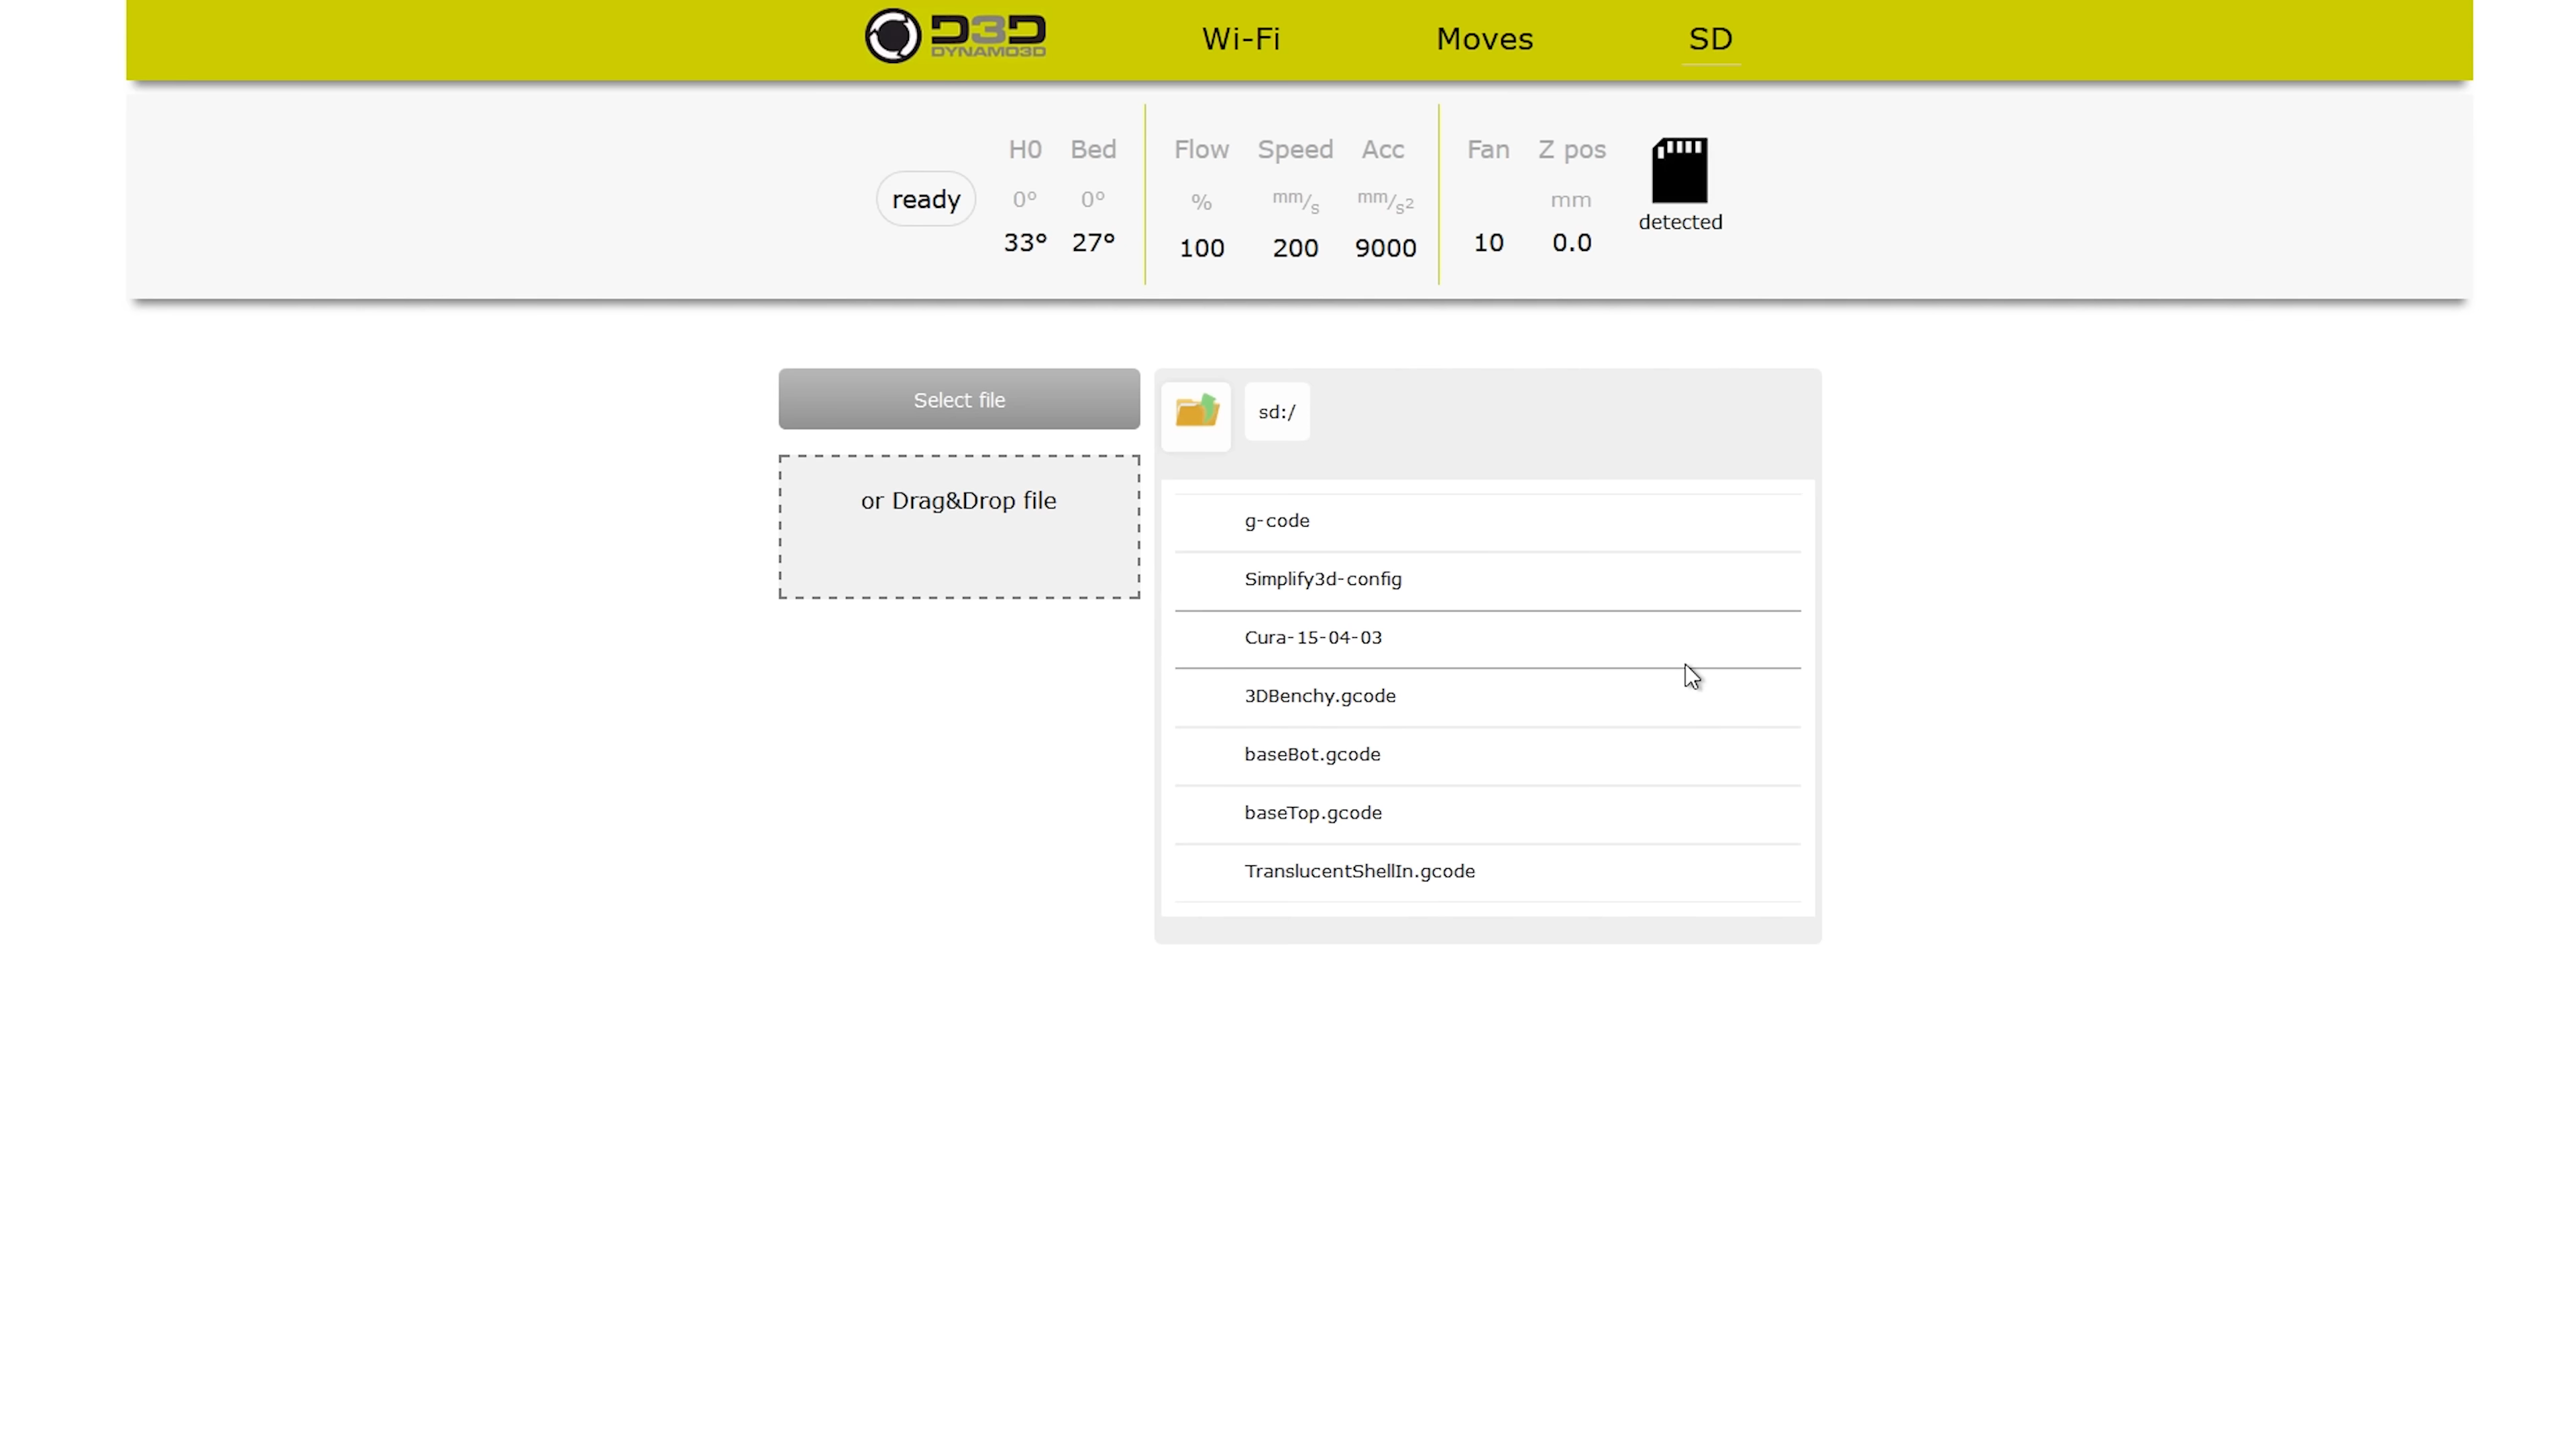 D3D DYNAMO3D Wi-Fi Moves SD
H0 Bed Flow Speed Acc Fan Z pos
ready 0° 0° % mm/s mm/s² mm
33° 27° 100 200 9000 10 0.0
detected
Select file
or Drag&Drop file
sd:/
g-code
Simplify3d-config
Cura-15-04-03
3DBenchy.gcode
baseBot.gcode
baseTop.gcode
TranslucentShellIn.gcode